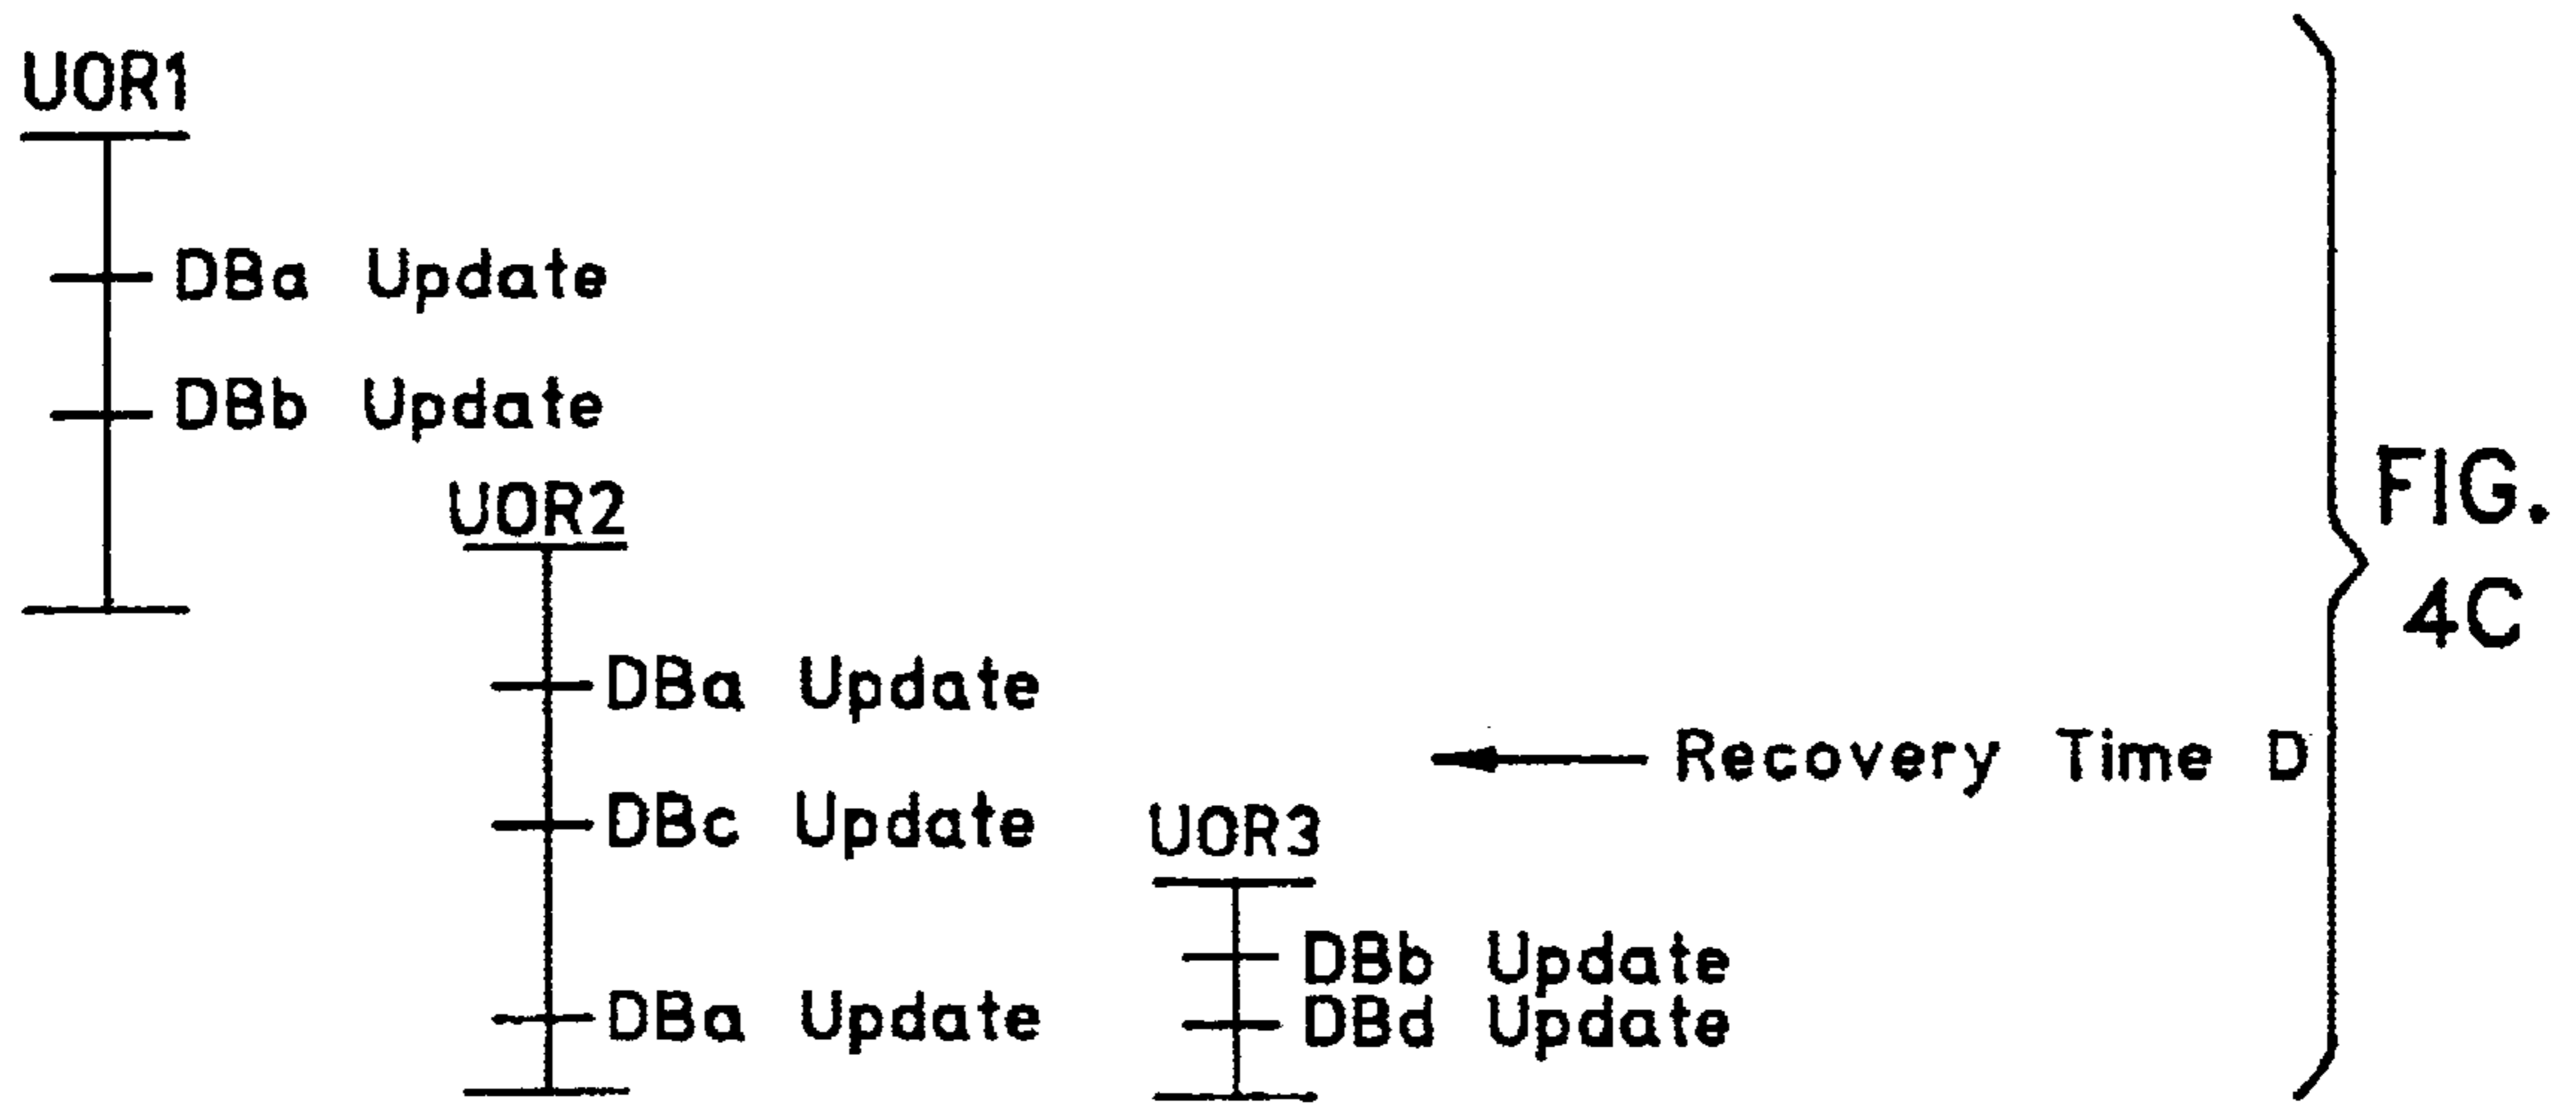 UOR1
DBa Update
DBb Update
UOR2
DBa Update
DBc Update
DBa Update
Recovery Time D
UOR3
DBb Update
DBd Update
FIG.
4C